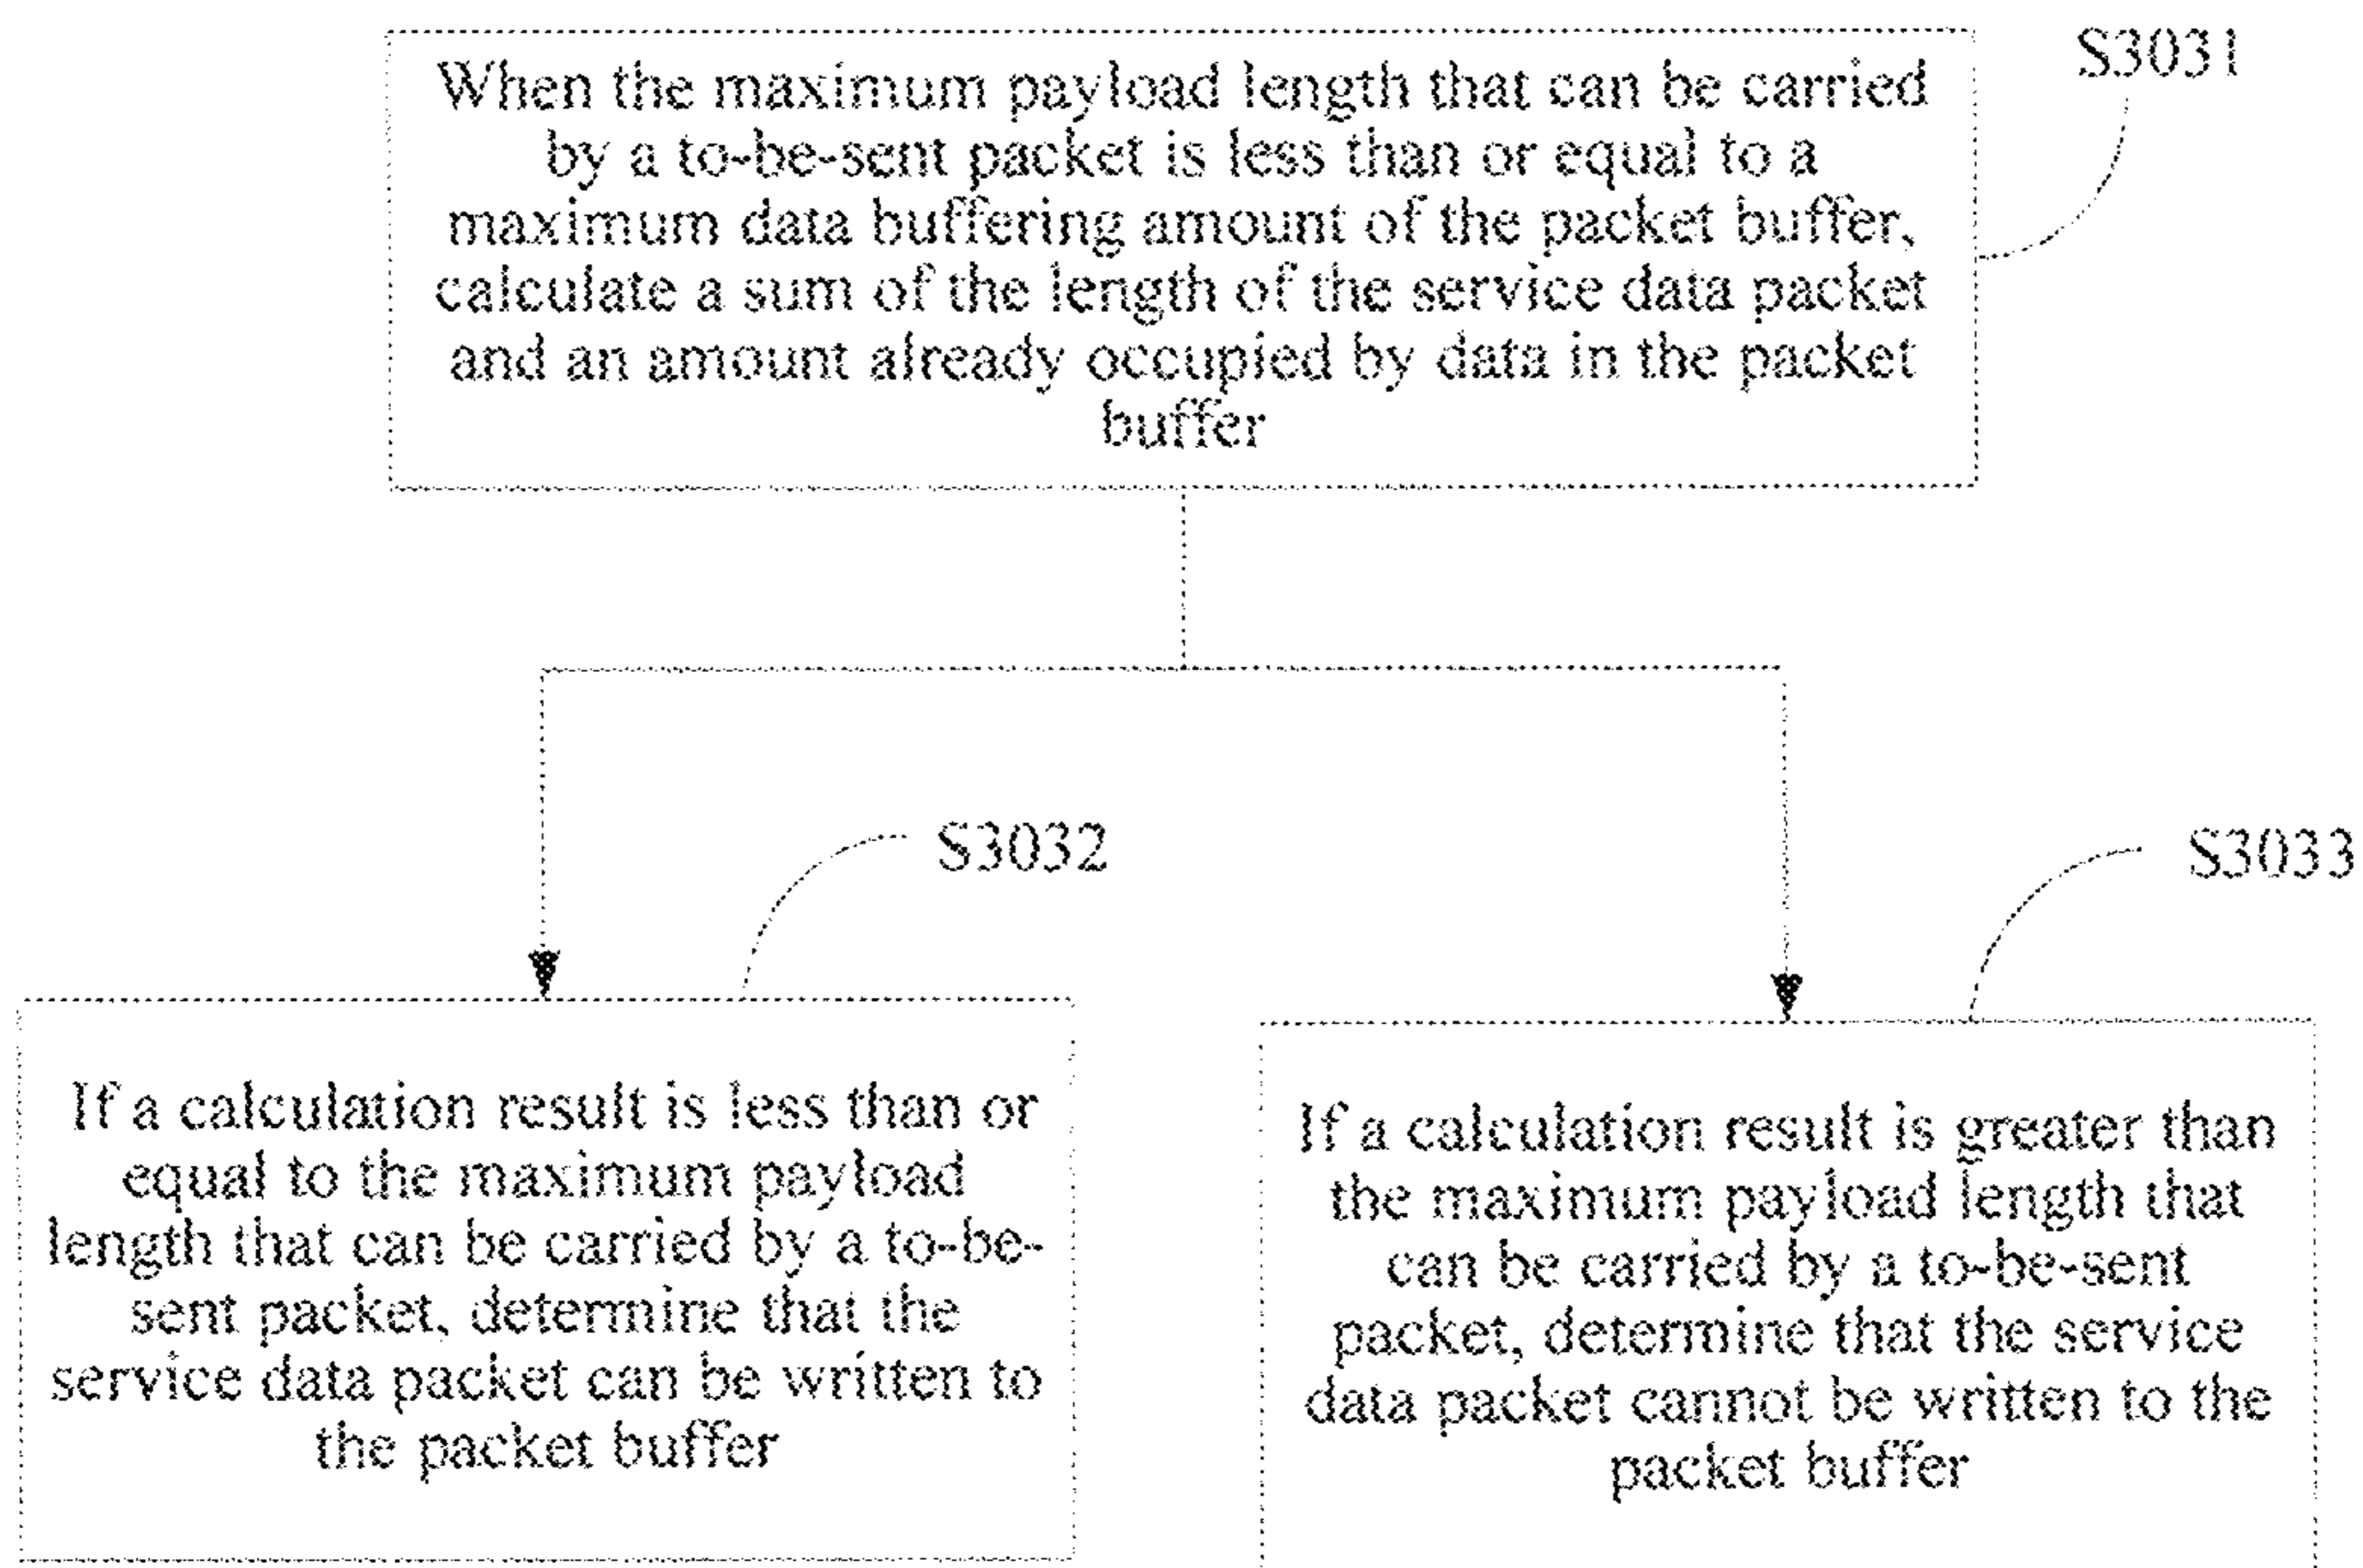 S3031
When the maximum payload length that can be carried
by a to-be-sent packet is less than or equal to a
maximum data buffering amount of the packet buffer,
calculate a sum of the length of the service data packet
and an amount already occupied by data in the packet
buffer
S3032
S3033
If a calculation result is less than or
equal to the maximum payload
length that can be carried by a to-be-
sent packet, determine that the
service data packet can be written to
the packet buffer
If a calculation result is greater than
the maximum payload length that
can be carried by a to-be-sent
packet, determine that the service
data packet cannot be written to the
packet buffer